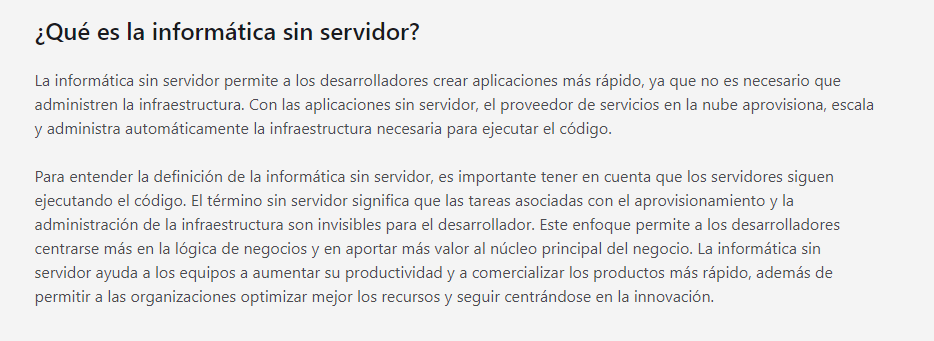 ¿Qué es la informática sin servidor?
La informática sin servidor permite a los desarrolladores crear aplicaciones más rápido, ya que no es necesario que
administren la infraestructura. Con las aplicaciones sin servidor, el proveedor de servicios en la nube aprovisiona, escala
y administra automáticamente la infraestructura necesaria para ejecutar el código.
Para entender la definición de la informática sin servidor, es importante tener en cuenta que los servidores siguen
ejecutando el código. El término sin servidor significa que las tareas asociadas con el aprovisionamiento y la
administración de la infraestructura son invisibles para el desarrollador. Este enfoque permite a los desarrolladores
centrarse más en la lógica de negocios y en aportar más valor al núcleo principal del negocio. La informática sin
servidor ayuda a los equipos a aumentar su productividad y a comercializar los productos más rápido, además de
permitir a las organizaciones optimizar mejor los recursos y seguir centrándose en la innovación.